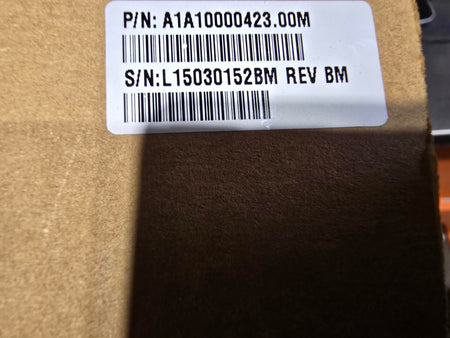 P/N: A1A10000423.00M
S/N:L15030152BM REV BM